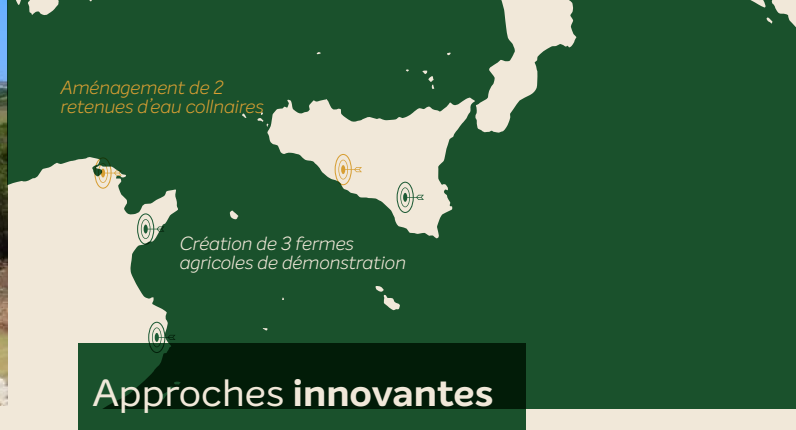 Aménagement de 2
retenues d'eau collnaires
Création de 3 fermes
agricoles de démonstration
Approches innovantes